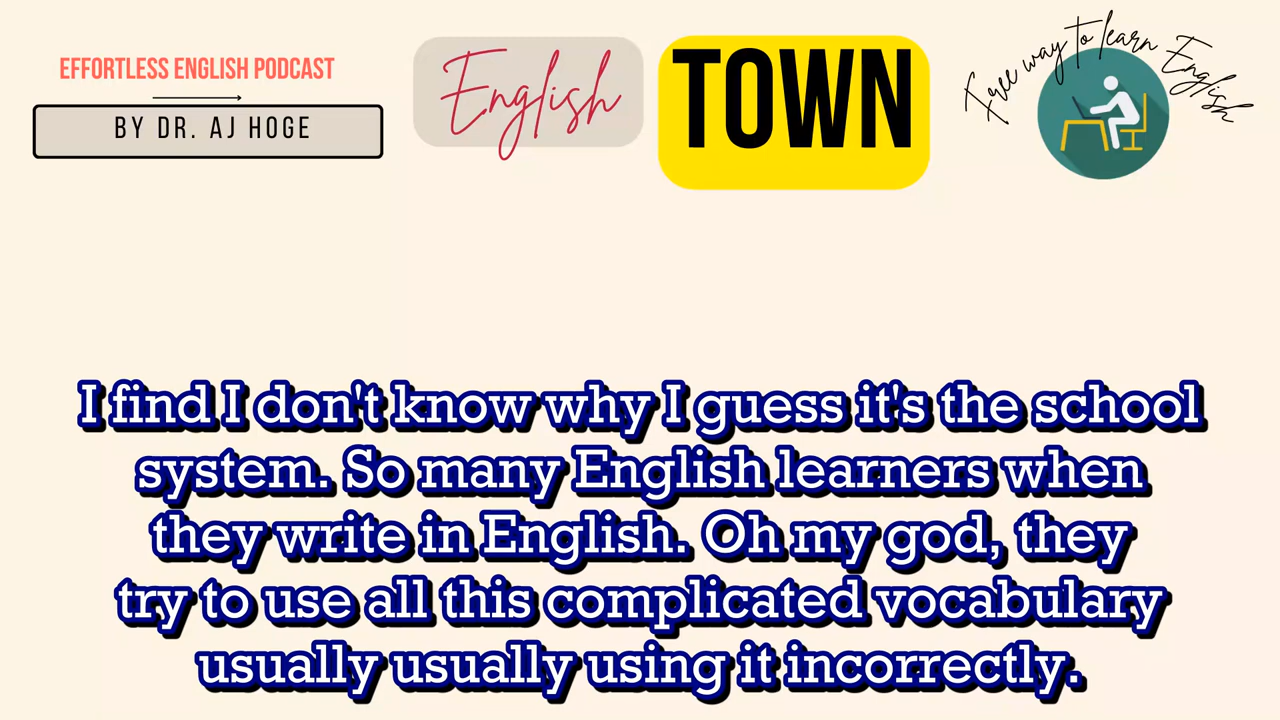 EFFORTLESS ENGLISH PODCAST
BY DR. AJ HOGE
English
TOWN
Free way to learn English
I find I don't know why I guess it's the school
system. So many English learners when
they write in English. Oh my god, they
try to use all this complicated vocabulary
usually usually using it incorrectly.